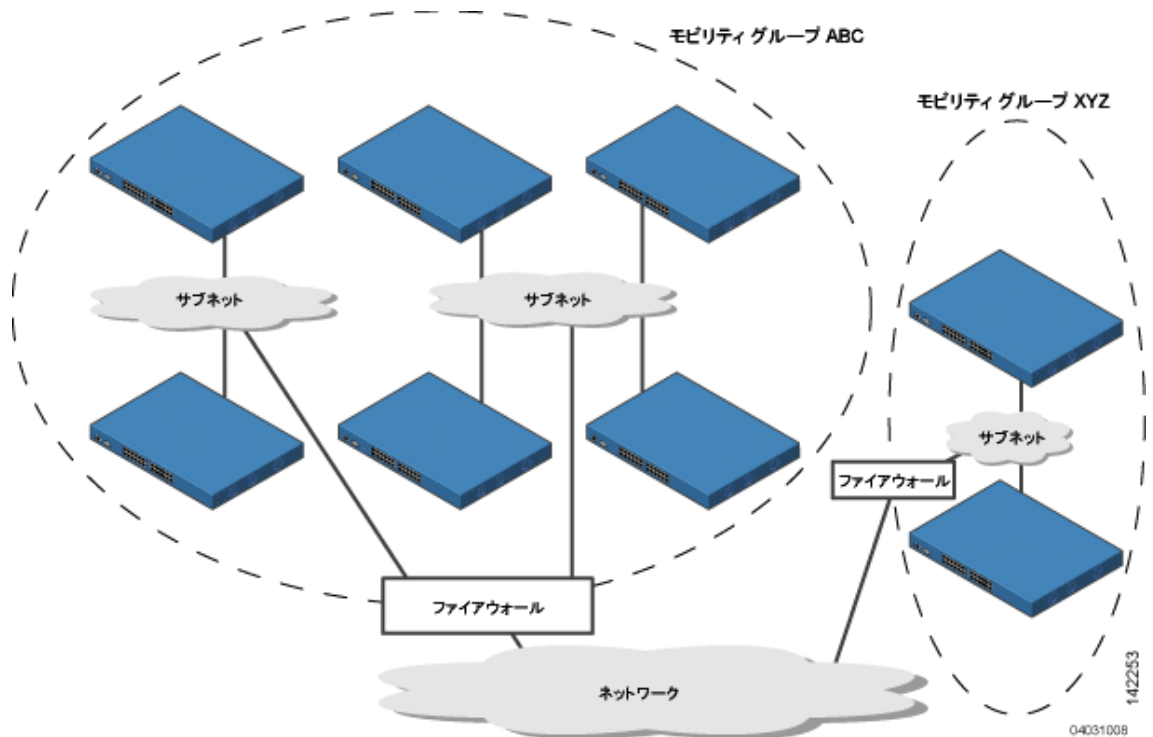 モビリティ グループ ABC
モビリティ グループ XYZ
サブネット
サブネット
サブネット
ファイアウォール
ファイアウォール
ネットワーク
142253
04031008